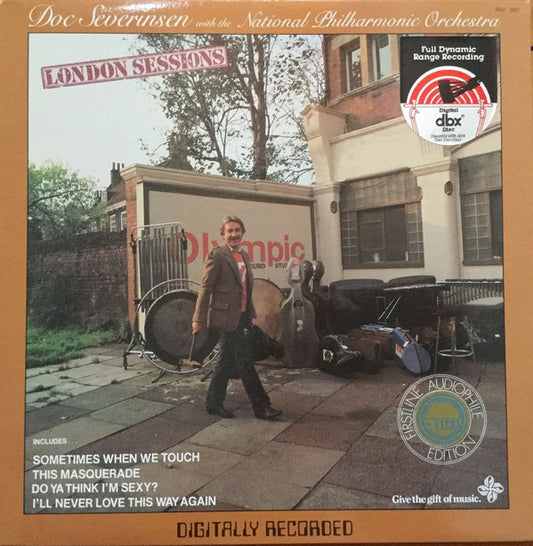 Doc Severinsen with the National Philharmonic Orchestra
LONDON SESSIONS
Full Dynamic
Range Recording
Digital
dbx
Disc
Olympic
SOUND STUDIOS
INCLUDES...
SOMETIMES WHEN WE TOUCH
THIS MASQUERADE
DO YA THINK I'M SEXY?
I'LL NEVER LOVE THIS WAY AGAIN
FIRSTLINE AUDIOPHILE
EDITION
Give the gift of music.
DIGITALLY RECORDED